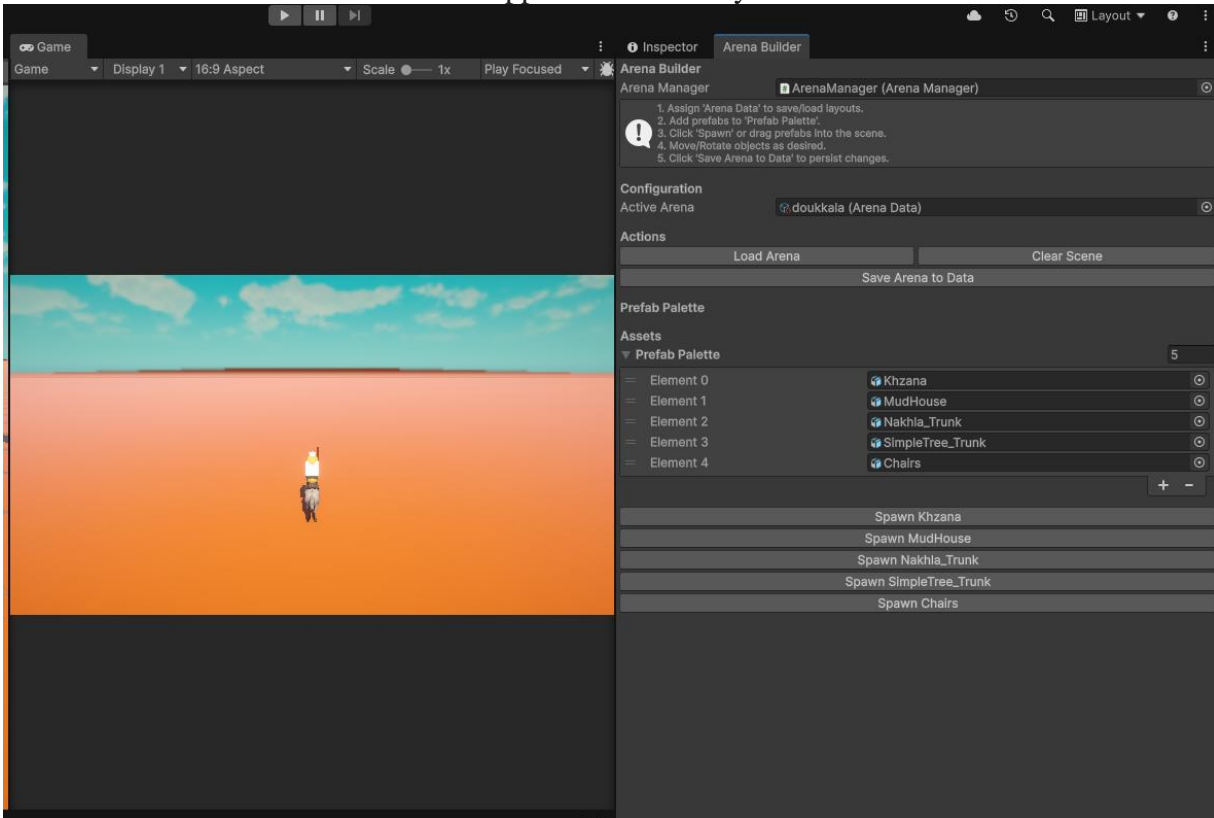 Layout
Game
Inspector
Arena Builder
Game
Display 1
16:9 Aspect
Scale
1x
Play Focused
Arena Builder
Arena Manager
ArenaManager (Arena Manager)
1. Assign 'Arena Data' to save/load layouts.
2. Add prefabs to 'Prefab Palette'.
3. Click 'Spawn' or drag prefabs into the scene.
4. Move/Rotate objects as desired.
5. Click 'Save Arena to Data' to persist changes.
Configuration
Active Arena
doukkala (Arena Data)
Actions
Load Arena
Clear Scene
Save Arena to Data
Prefab Palette
Assets
Prefab Palette
5
Element 0
Khzana
Element 1
MudHouse
Element 2
Nakhla_Trunk
Element 3
SimpleTree_Trunk
Element 4
Chairs
Spawn Khzana
Spawn MudHouse
Spawn Nakhla_Trunk
Spawn SimpleTree_Trunk
Spawn Chairs